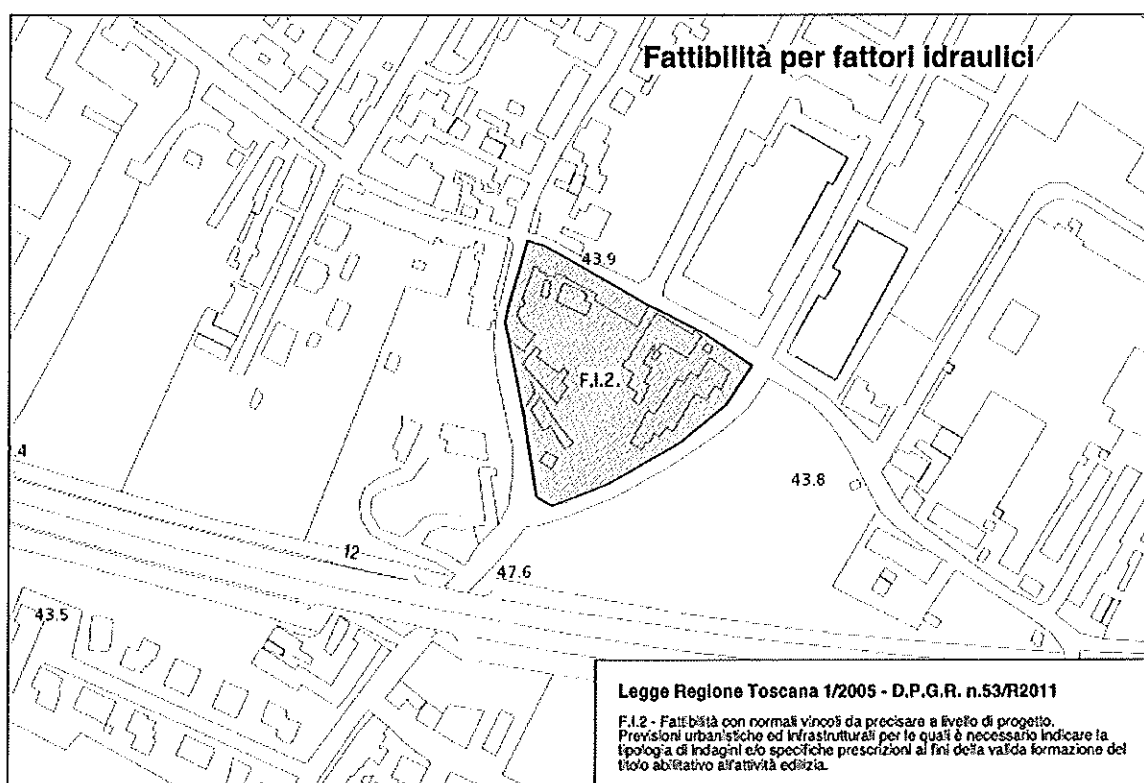 Fattibilità per fattori idraulici
43.9
F.I.2.
43.8
.4
12
47.6
43.5
Legge Regione Toscana 1/2005 - D.P.G.R. n.53/R2011
F.I.2 - Fattibilità con normali vincoli da precisare a livello di progetto.
Previsioni urbanistiche ed infrastrutturali per le quali è necessario indicare la
tipologia di indagini e/o specifiche prescrizioni ai fini della valida formazione del
titolo abilitativo all'attività edilizia.